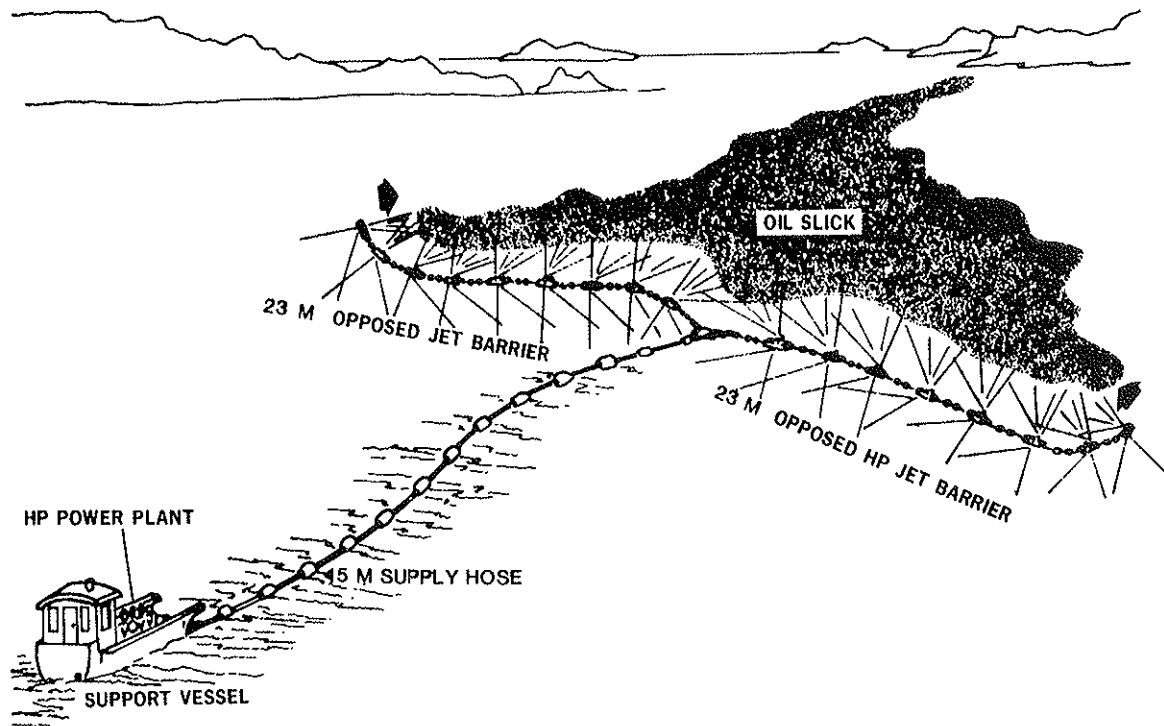 OIL SLICK
23 M OPPOSED JET BARRIER
23 M OPPOSED HP JET BARRIER
HP POWER PLANT
15 M SUPPLY HOSE
SUPPORT VESSEL